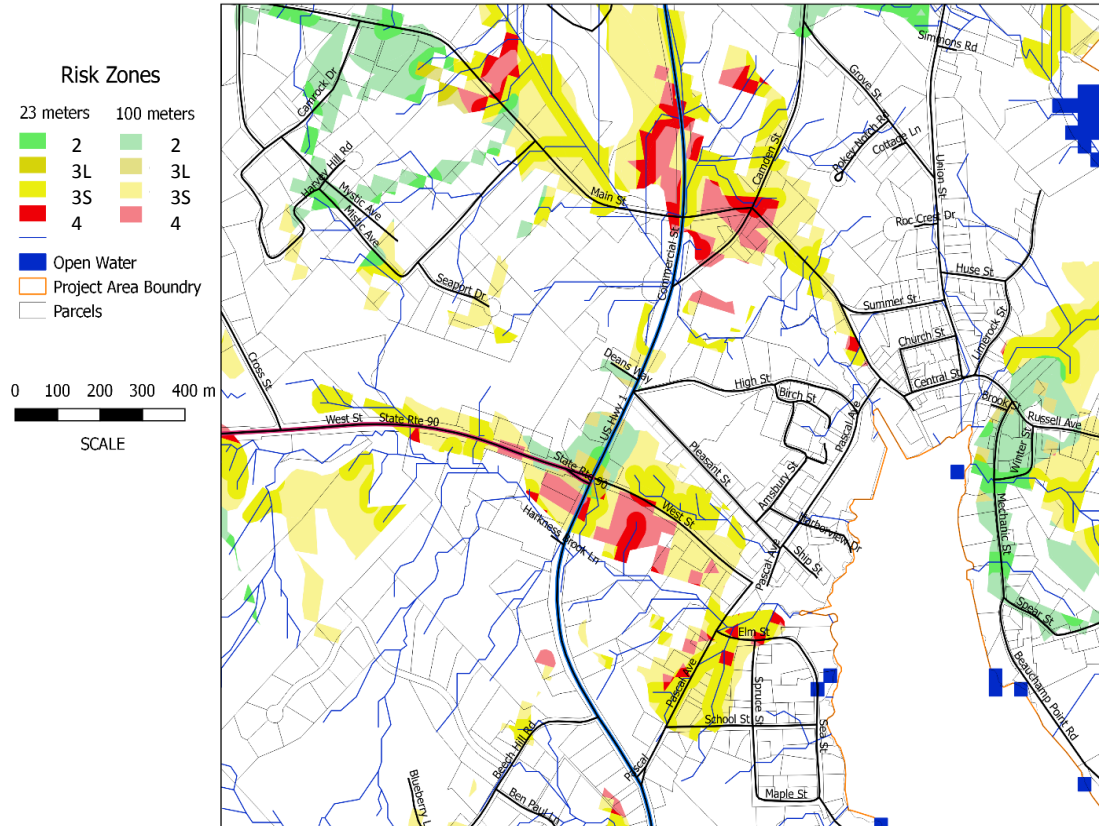 Risk Zones
23 meters 100 meters
2 2
3L 3L
3S 3S
4 4
Open Water
Project Area Boundry
Parcels
0 100 200 300 400 m
SCALE
Simmons Rd
Camrock Dr
Grove St
Pokey Notch Rd
Cottage Ln
Camden St
Union St
Harvey Hill Rd
Mystic Ave
Mistic Ave
Main St
Roc Crest Dr
Commercial St
Seaport Dr
Huse St
Summer St
Limerock St
Church St
Cross St
Deans Way
High St
Birch St
Central St
Brook St
Russell Ave
US Hwy 1
Pascal Ave
West St State Rte 90
Pleasant St
Winter St
State Rte 90
Amsbury St
West St
Harborview Dr
Harkness Brook Ln
Mechanic St
Ship St
Pascal Ave
Spear St
Elm St
Pascal Ave
Spruce St
Beauchamp Point Rd
School St
Sea St
Beech Hill Rd
Pascal
Blueberry L
Ben Paul Ln
Maple St